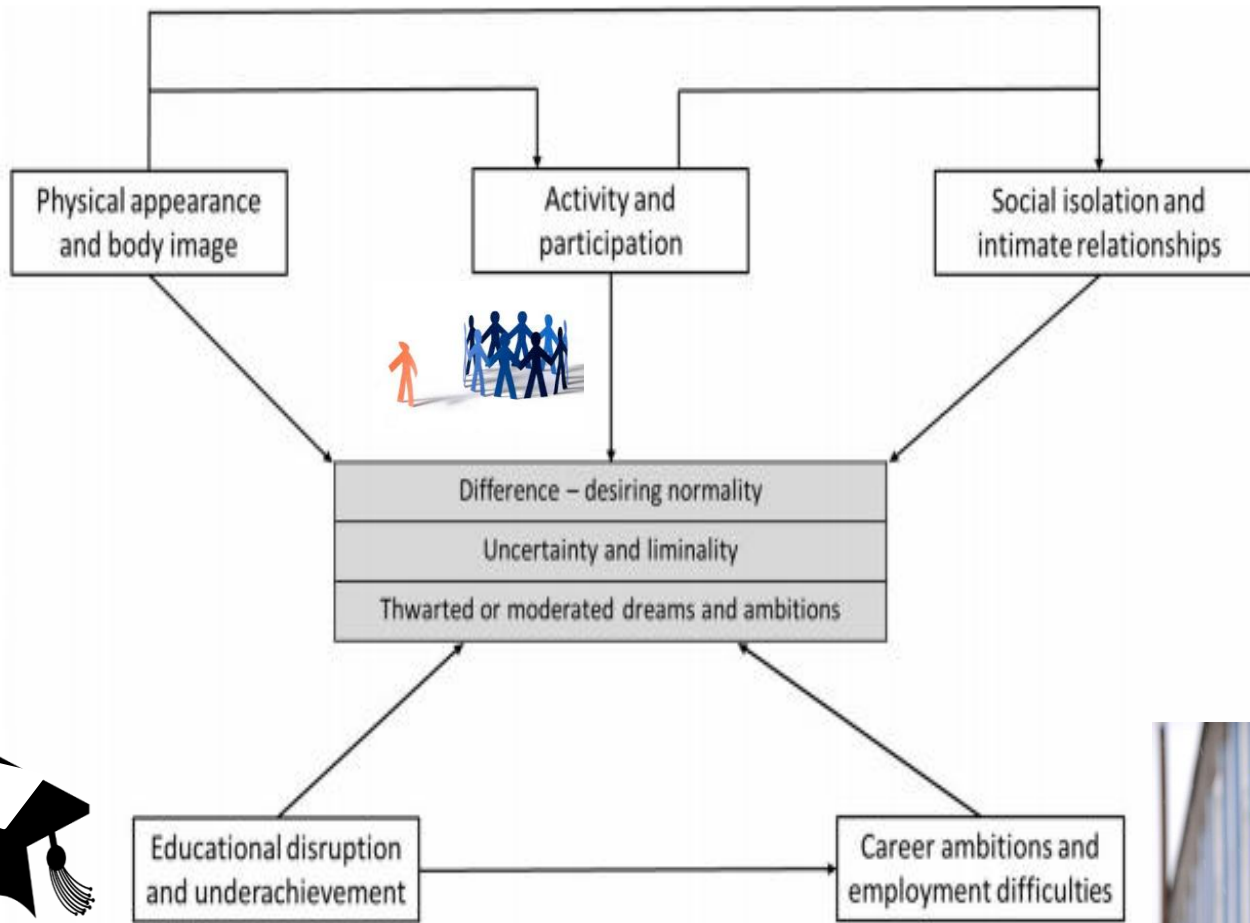 Physical appearance
and body image
Activity and
participation
Social isolation and
intimate relationships
Difference – desiring normality
Uncertainty and liminality
Thwarted or moderated dreams and ambitions
Educational disruption
and underachievement
Career ambitions and
employment difficulties